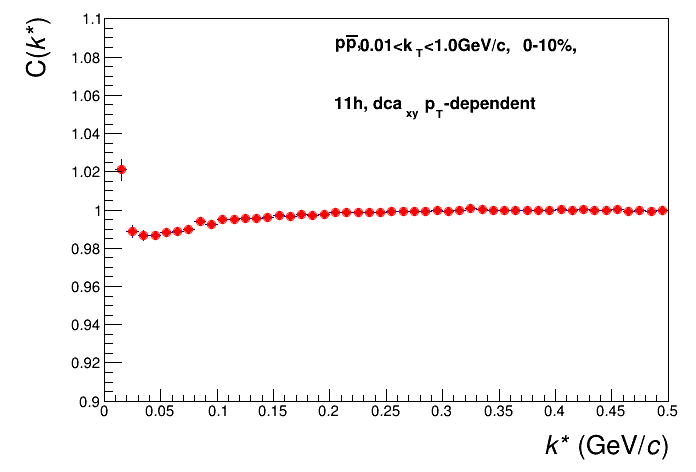 C(k*)
1.1
1.08
1.06
1.04
1.02
1
0.98
0.96
0.94
0.92
0.9
pp̅,0.01<k_T<1.0GeV/c, 0-10%,
11h, dca_xy p_T-dependent
0 0.05 0.1 0.15 0.2 0.25 0.3 0.35 0.4 0.45 0.5
k* (GeV/c)